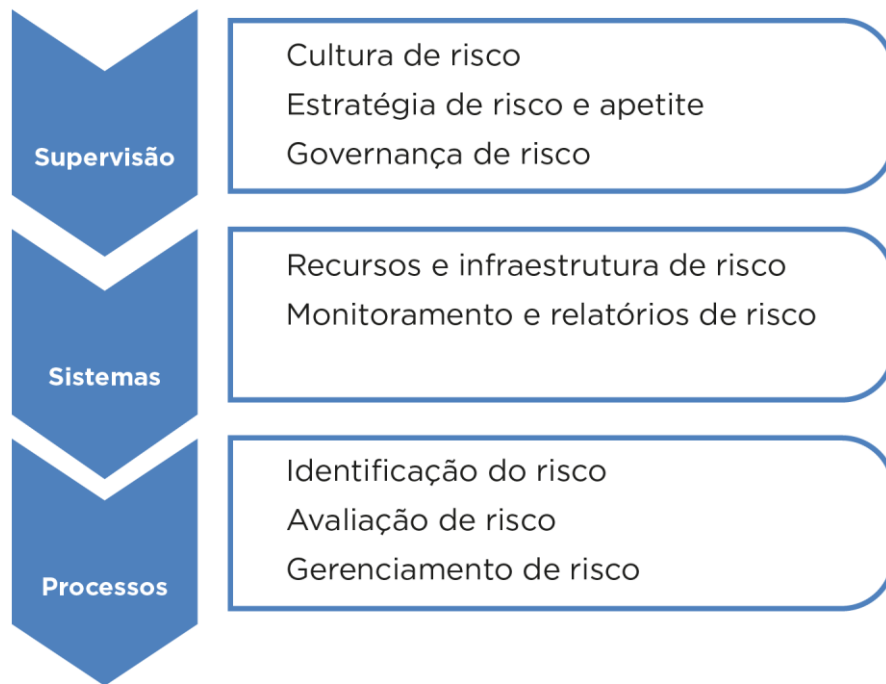 Supervisão
Cultura de risco
Estratégia de risco e apetite
Governança de risco
Sistemas
Recursos e infraestrutura de risco
Monitoramento e relatórios de risco
Processos
Identificação do risco
Avaliação de risco
Gerenciamento de risco